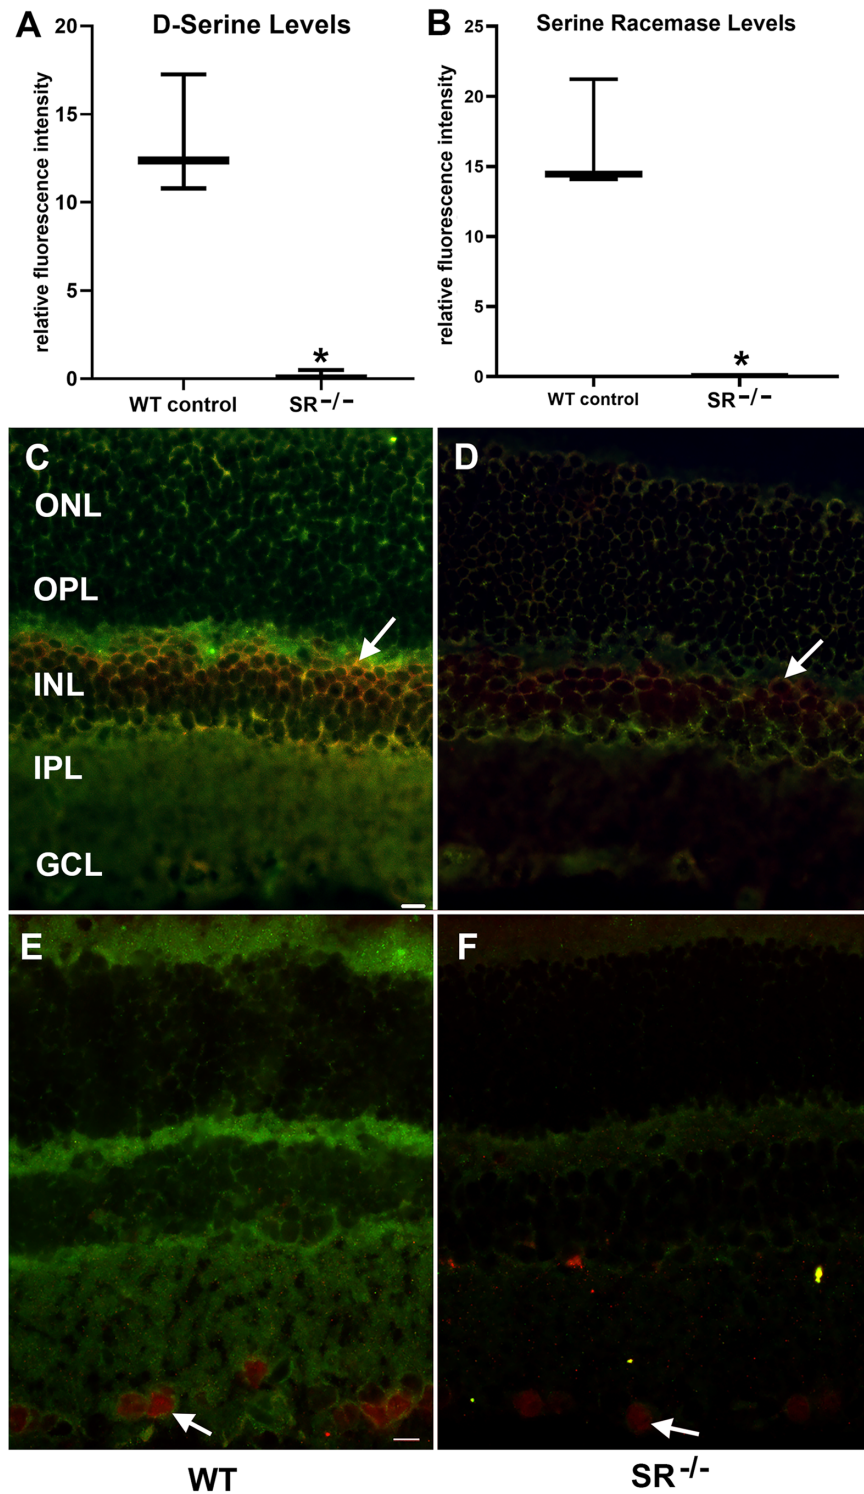 A
D-Serine Levels
relative fluorescence intensity
20
15
10
5
0
*
WT control
SR-/-
B
Serine Racemase Levels
relative fluorescence intensity
25
20
15
10
5
0
*
WT control
SR-/-
C
ONL
OPL
INL
IPL
GCL
D
E
F
WT
SR-/-